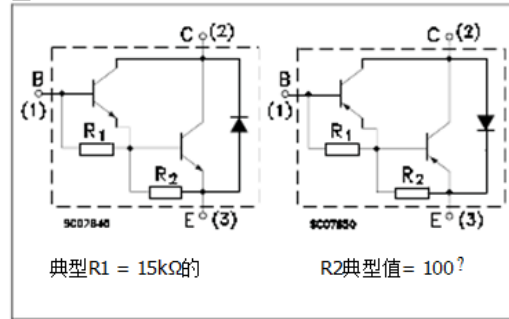 C (2)
B
(1)
R1
R2
E (3)
SC07840
C (2)
B
(1)
R1
R2
E (3)
SC07850
典型R1 = 15kΩ的
R2典型值= 100?